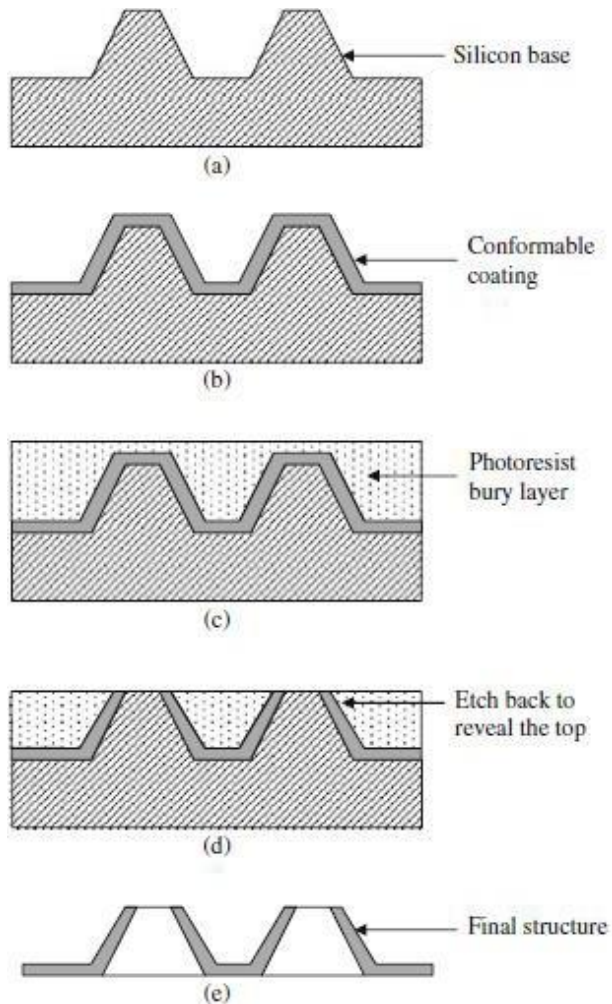 Silicon base
(a)
Conformable
coating
(b)
Photoresist
bury layer
(c)
Etch back to
reveal the top
(d)
Final structure
(e)